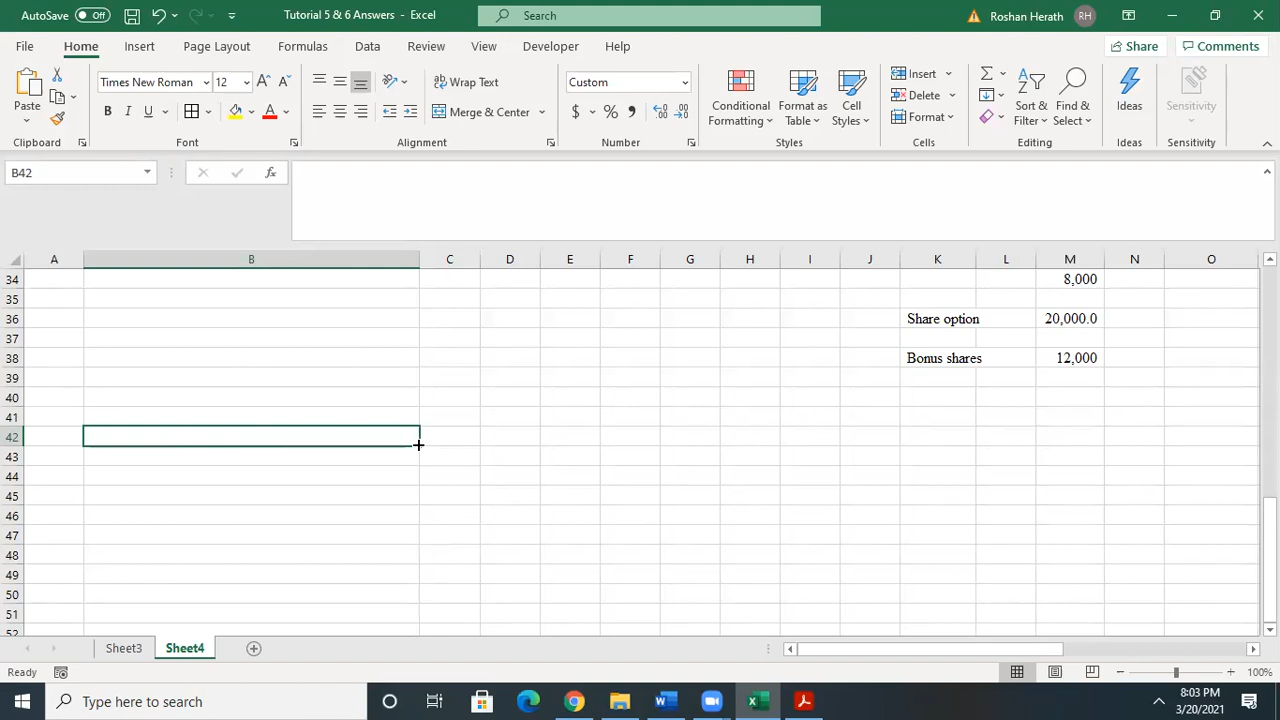 AutoSave Off Tutorial 5 & 6 Answers - Excel Search Roshan Herath RH
File Home Insert Page Layout Formulas Data Review View Developer Help Share Comments
Times New Roman 12 Wrap Text Custom Insert
Paste B I U Merge & Center $ % Conditional Formatting Format as Table Cell Styles Delete Format Sort & Filter Find & Select Ideas Sensitivity
Clipboard Font Alignment Number Styles Cells Editing Ideas Sensitivity
B42 fx
A B C D E F G H I J K L M N O
34 8,000
35
36 Share option 20,000.0
37
38 Bonus shares 12,000
39
40
41
42
43
44
45
46
47
48
49
50
51
52
Sheet3 Sheet4
Ready 100%
Type here to search 8:03 PM
3/20/2021